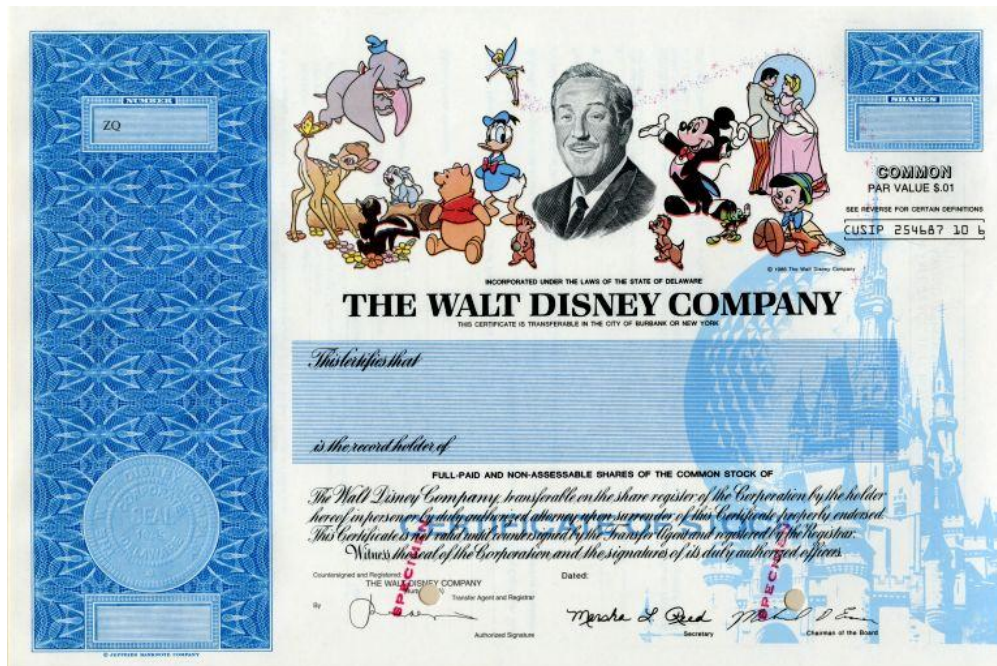 NUMBER
ZQ
SHARES
COMMON
PAR VALUE $.01
SEE REVERSE FOR CERTAIN DEFINITIONS
CUSIP 254687 10 6
© 1986 The Walt Disney Company
INCORPORATED UNDER THE LAWS OF THE STATE OF DELAWARE
THE WALT DISNEY COMPANY
THIS CERTIFICATE IS TRANSFERABLE IN THE CITY OF BURBANK OR NEW YORK
This certifies that
is the record holder of
FULL-PAID AND NON-ASSESSABLE SHARES OF THE COMMON STOCK OF
The Walt Disney Company, transferable on the share register of the Corporation by the holder
hereof in person or by duly authorized attorney upon surrender of this Certificate properly endorsed.
This Certificate is not valid until countersigned by the Transfer Agent and registered by the Registrar.
Witness the seal of the Corporation and the signatures of its duly authorized officers.
CERTIFICATE OF STOCK
SPECIMEN
SPECIMEN
Countersigned and Registered:
THE WALT DISNEY COMPANY
Transfer Agent and Registrar
By
Authorized Signature
Dated:
Marsha L. Reed
Secretary
Chairman of the Board
© JEFFRIES BANKNOTE COMPANY